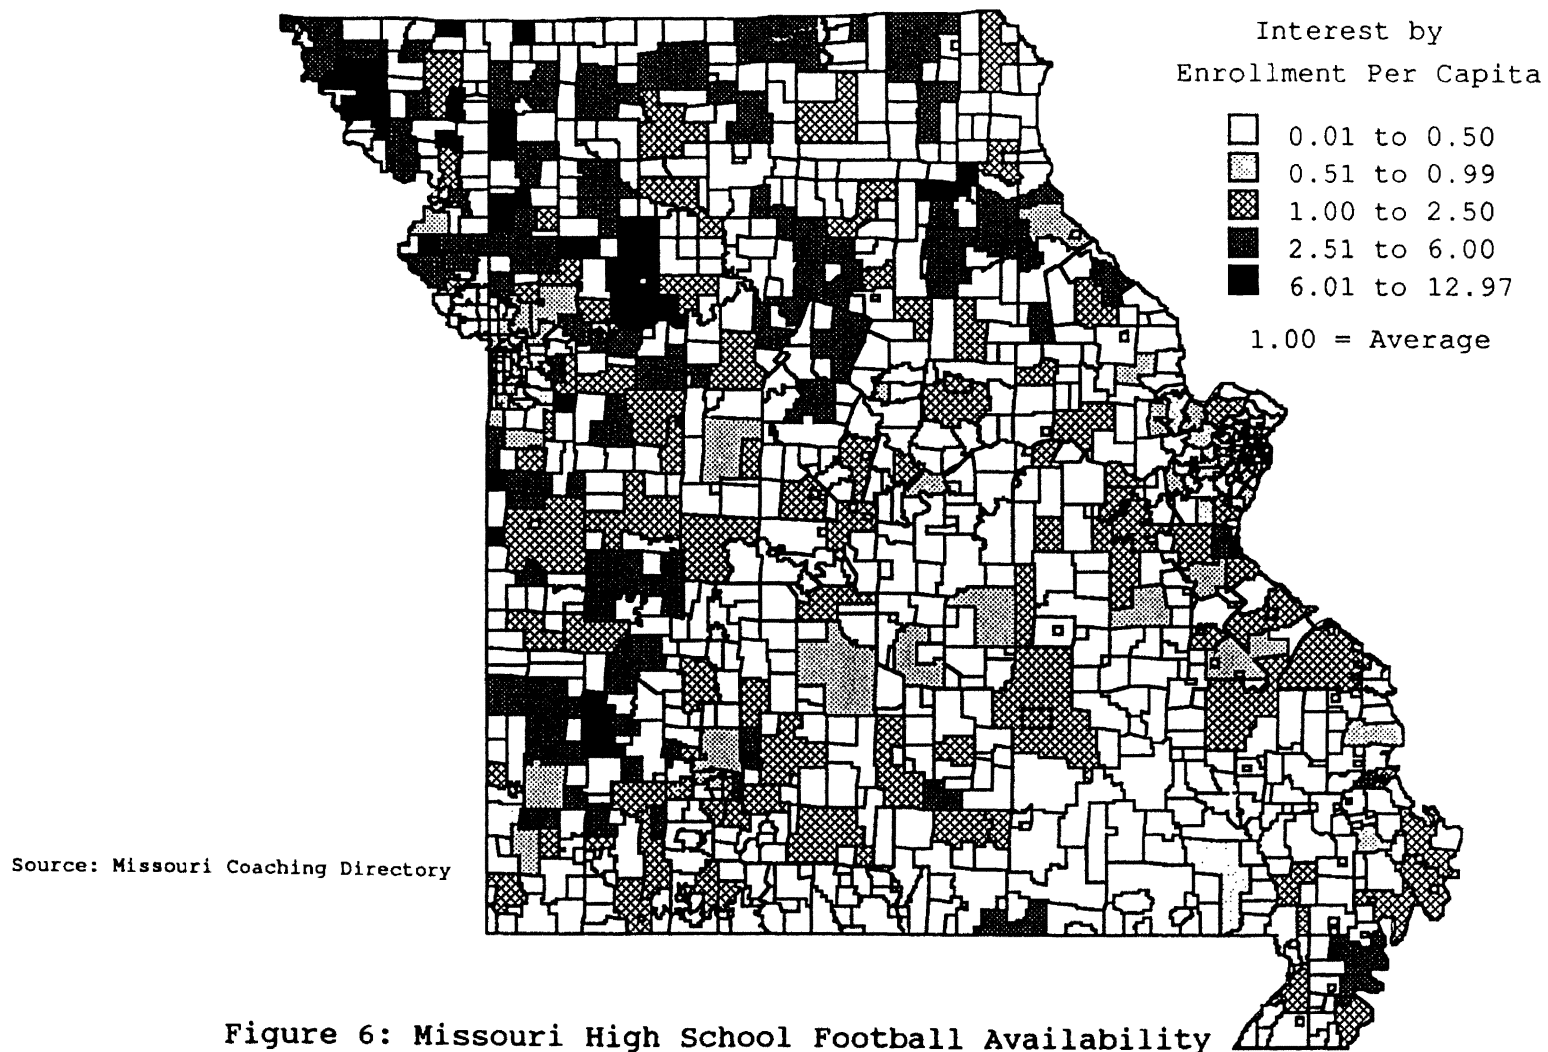 Interest by
Enrollment Per Capita
0.01 to 0.50
0.51 to 0.99
1.00 to 2.50
2.51 to 6.00
6.01 to 12.97
1.00 = Average
Source: Missouri Coaching Directory
Figure 6: Missouri High School Football Availability